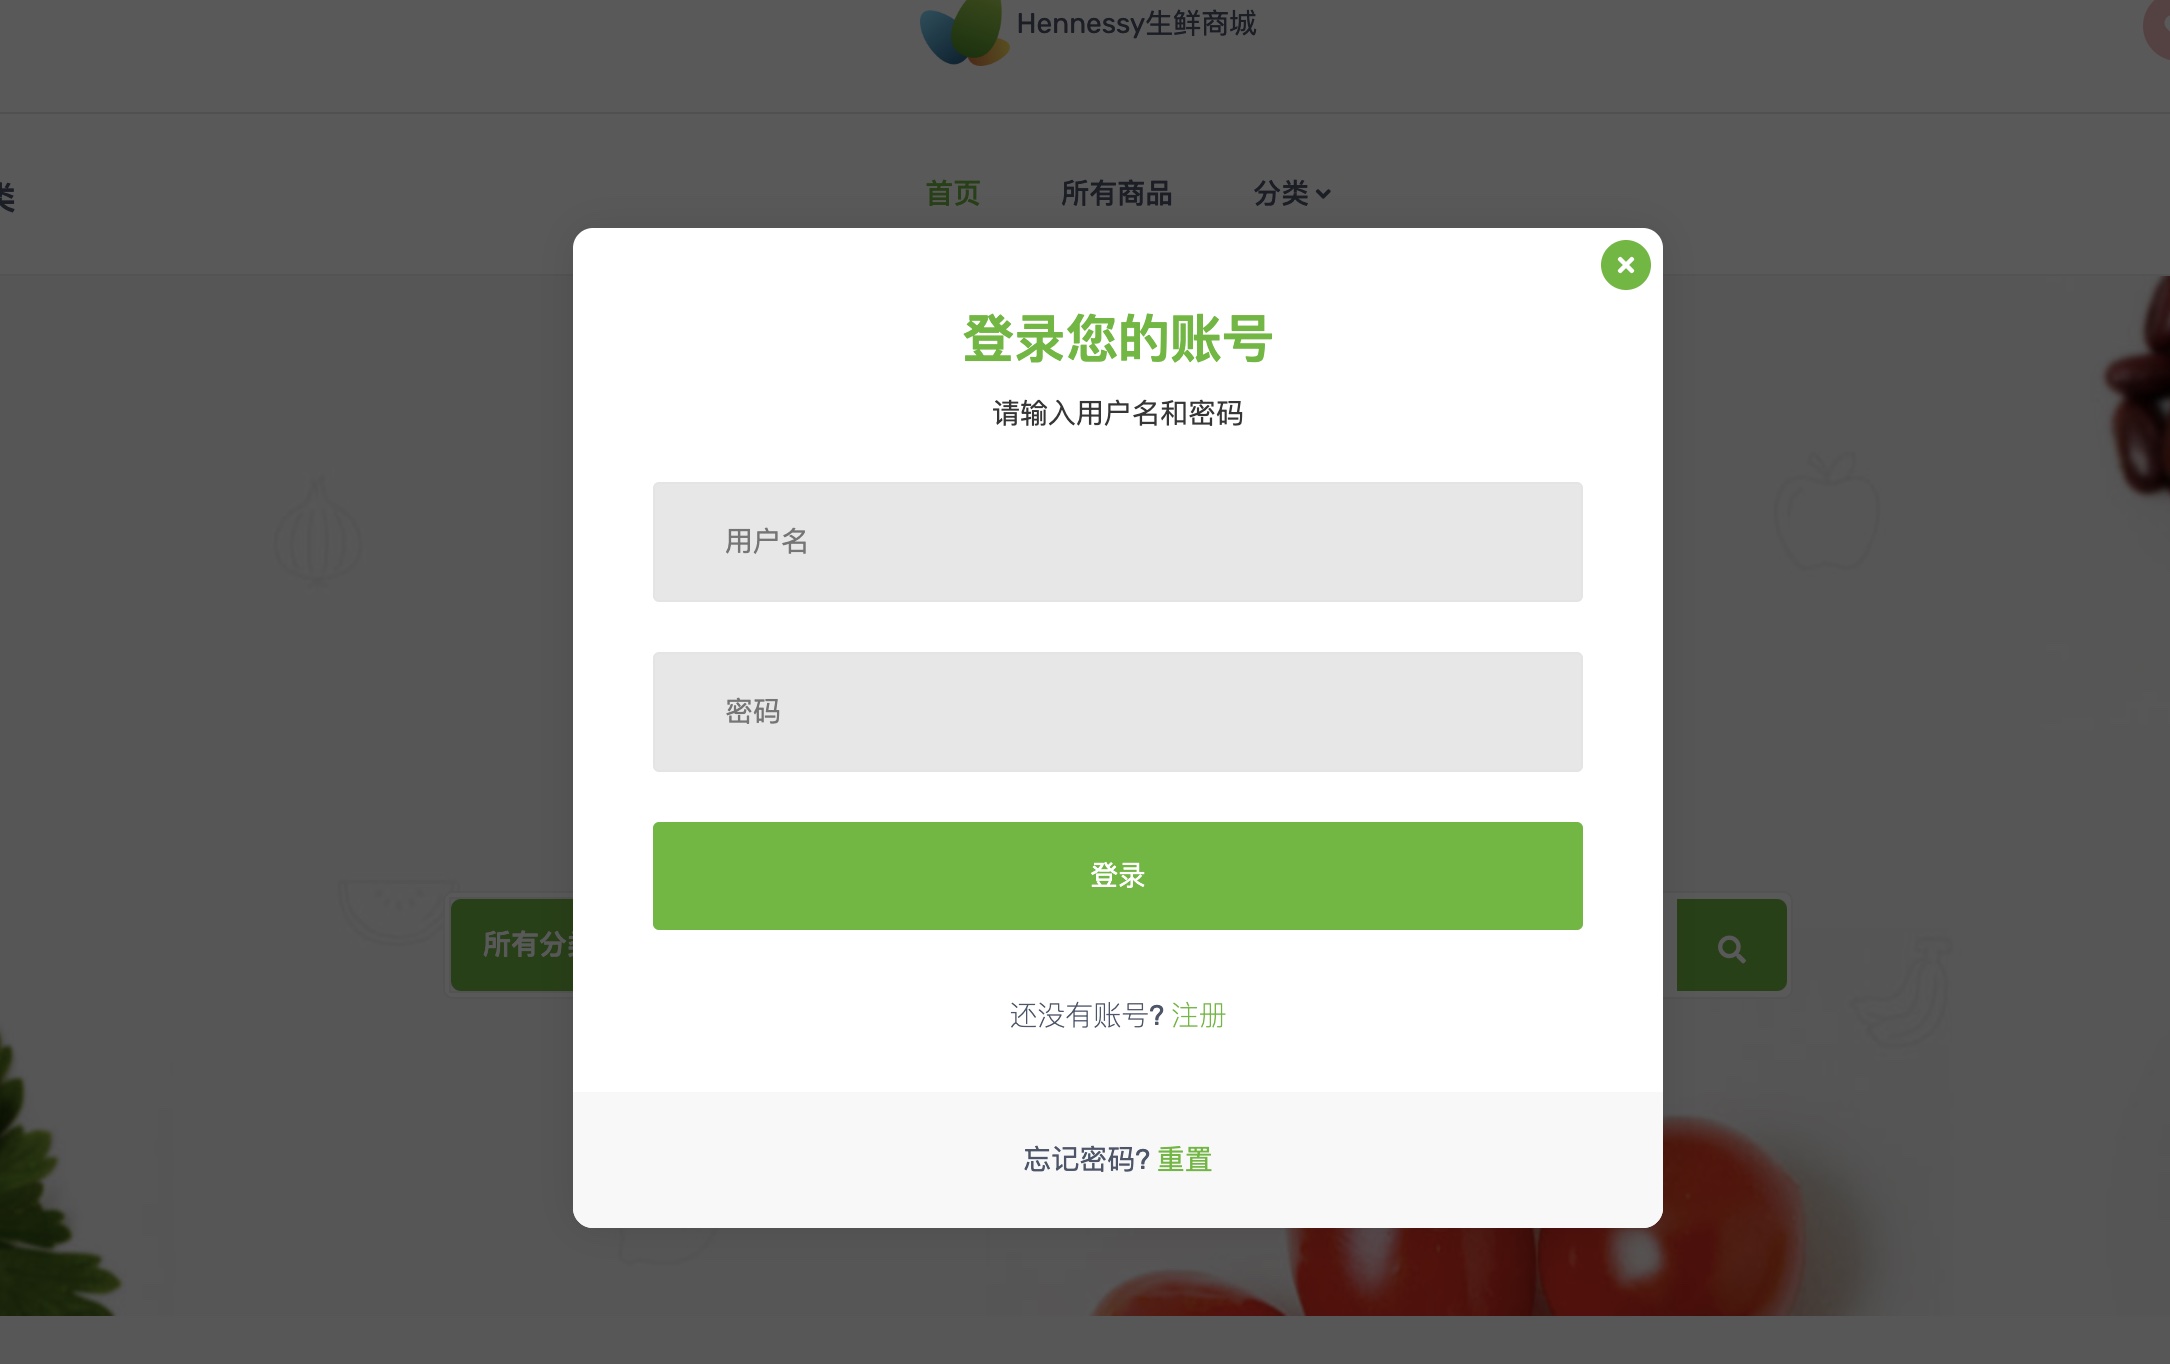 Hennessy生鲜商城
类
首页 所有商品 分类
登录您的账号
请输入用户名和密码
用户名
密码
登录
所有分类
还没有账号? 注册
忘记密码? 重置